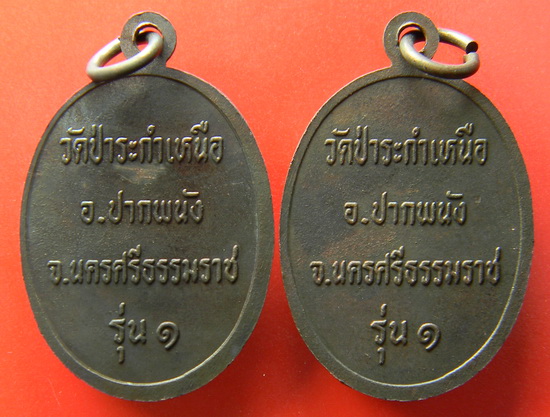 วัดป่าระกำเหนือ
อ.ปากพนัง
จ.นครศรีธรรมราช
รุ่น ๑
วัดป่าระกำเหนือ
อ.ปากพนัง
จ.นครศรีธรรมราช
รุ่น ๑